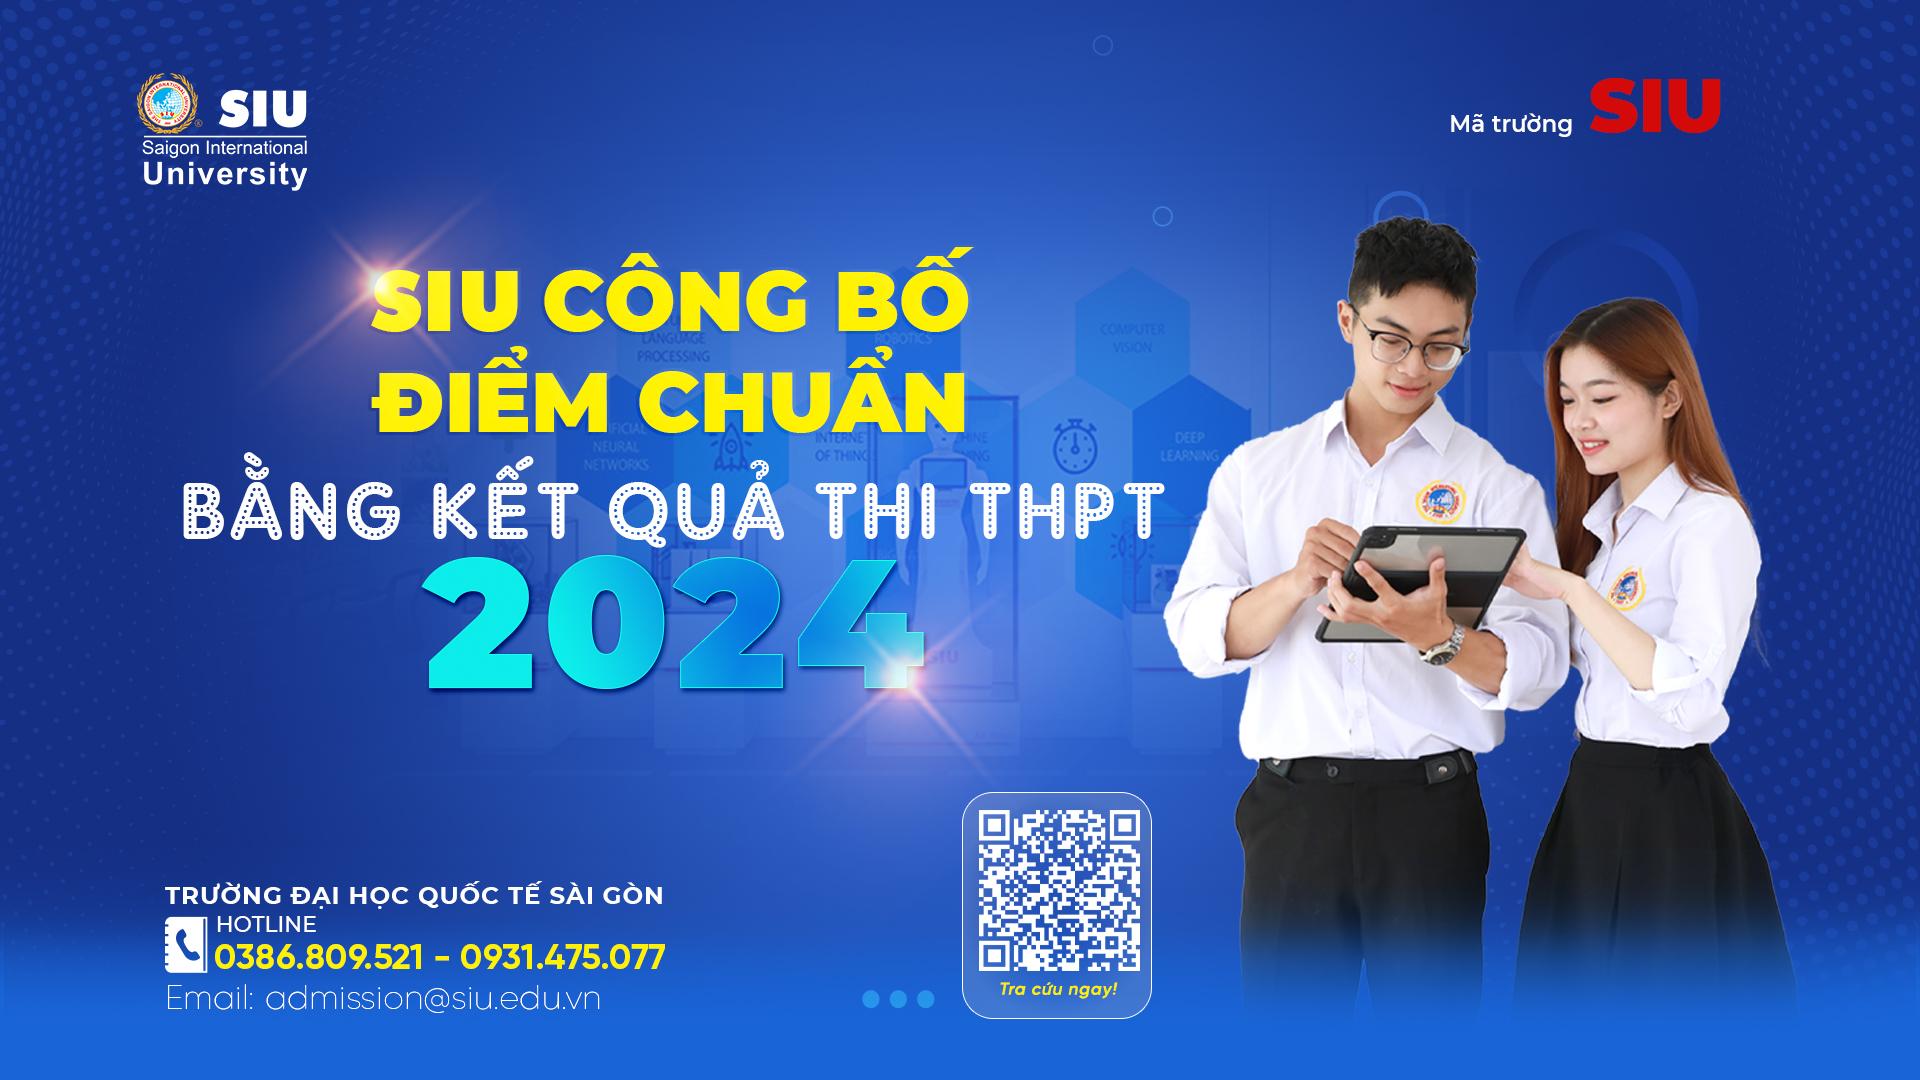 SIU
Saigon International
University
Mã trường SIU
SIU CÔNG BỐ
ĐIỂM CHUẨN
BẰNG KẾT QUẢ THI THPT
2024
LANGUAGE
PROCESSING
ROBOTICS
COMPUTER
VISION
NEURAL
NETWORKS
INTERNET
OF THINGS
DEEP
LEARNING
SIU
TRƯỜNG ĐẠI HỌC QUỐC TẾ SÀI GÒN
HOTLINE
0386.809.521 - 0931.475.077
Email: admission@siu.edu.vn
Tra cứu ngay!